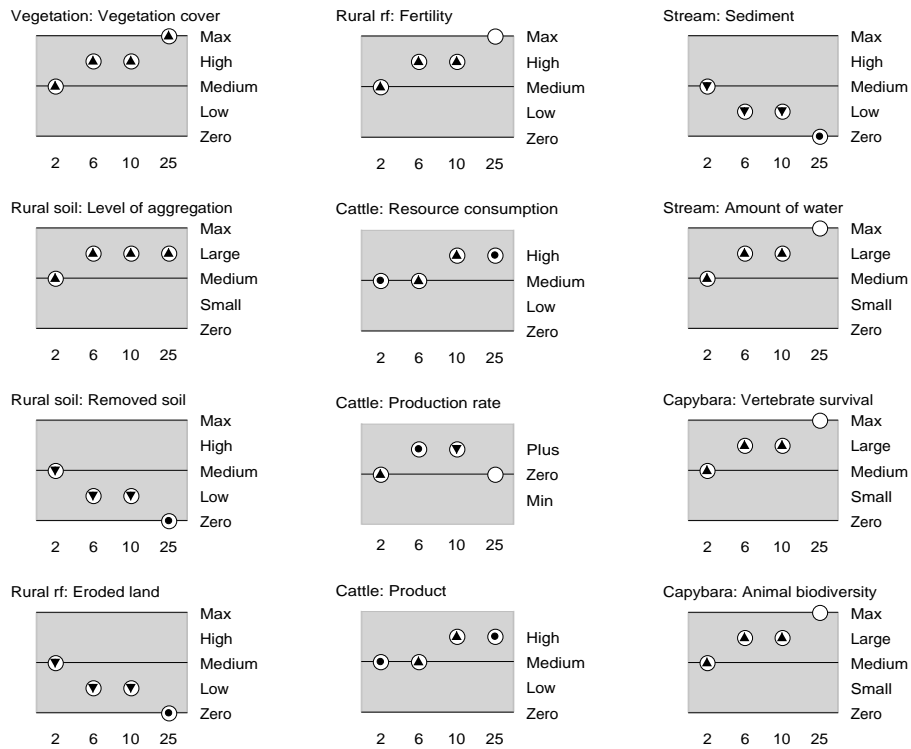 Vegetation: Vegetation cover
Max
High
Medium
Low
Zero
2 6 10 25
Rural soil: Level of aggregation
Max
Large
Medium
Small
Zero
2 6 10 25
Rural soil: Removed soil
Max
High
Medium
Low
Zero
2 6 10 25
Rural rf: Eroded land
Max
High
Medium
Low
Zero
2 6 10 25
Rural rf: Fertility
Max
High
Medium
Low
Zero
2 6 10 25
Cattle: Resource consumption
High
Medium
Low
Zero
2 6 10 25
Cattle: Production rate
Plus
Zero
Min
2 6 10 25
Cattle: Product
High
Medium
Low
Zero
2 6 10 25
Stream: Sediment
Max
High
Medium
Low
Zero
2 6 10 25
Stream: Amount of water
Max
Large
Medium
Small
Zero
2 6 10 25
Capybara: Vertebrate survival
Max
Large
Medium
Small
Zero
2 6 10 25
Capybara: Animal biodiversity
Max
Large
Medium
Small
Zero
2 6 10 25